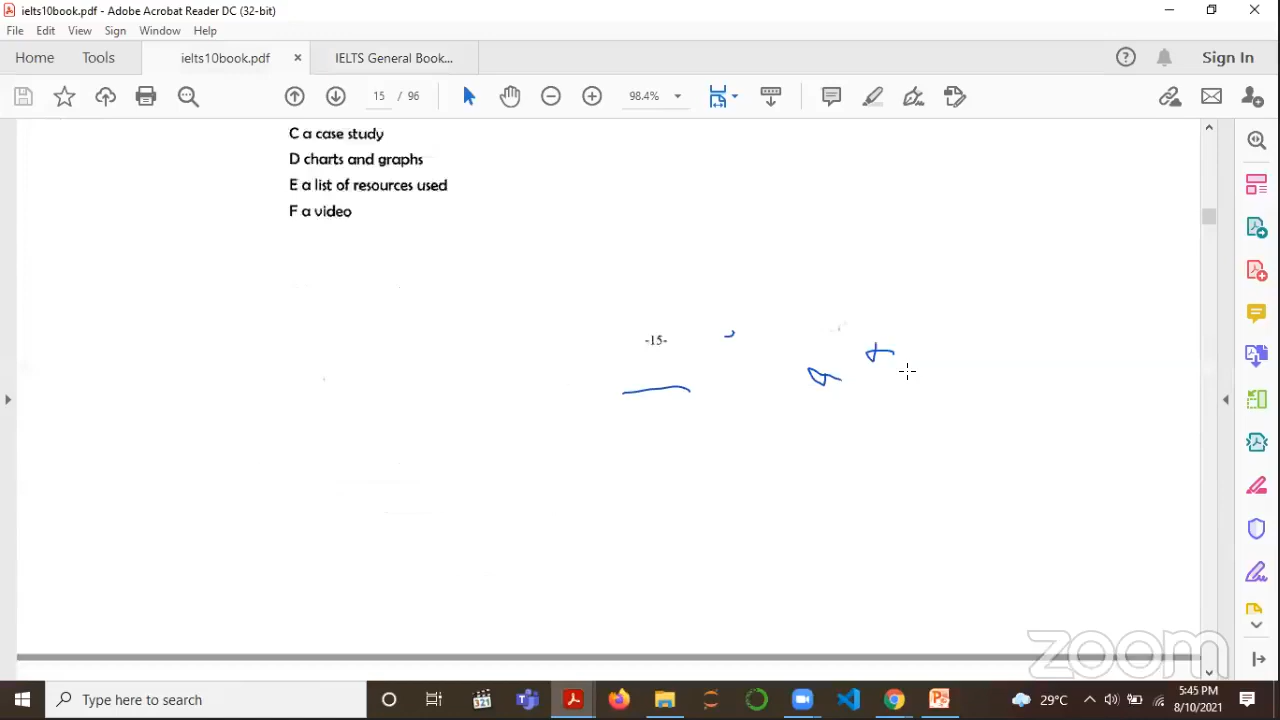 ielts10book.pdf - Adobe Acrobat Reader DC (32-bit)
File Edit View Sign Window Help
Home Tools ielts10book.pdf × IELTS General Book... Sign In
15 / 96 98.4%
C a case study
D charts and graphs
E a list of resources used
F a video
-15-
zoom
Type here to search
321
29°C
5:45 PM
8/10/2021